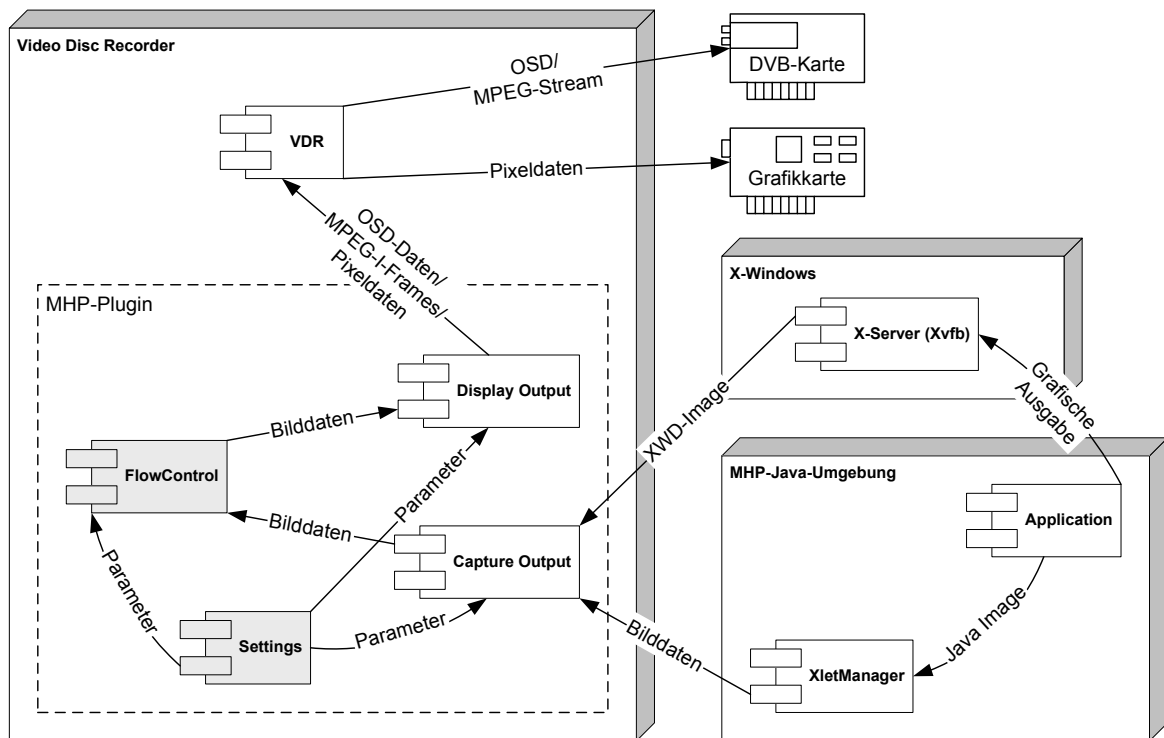 Video Disc Recorder
OSD/
MPEG-Stream
DVB-Karte
VDR
Pixeldaten
Grafikkarte
OSD-Daten/
MPEG-I-Frames/
Pixeldaten
X-Windows
X-Server (Xvfb)
MHP-Plugin
Display Output
Grafische
Ausgabe
XWD-Image
Bilddaten
FlowControl
Parameter
MHP-Java-Umgebung
Application
Bilddaten
Capture Output
Parameter
Settings
Parameter
Bilddaten
Java Image
XletManager